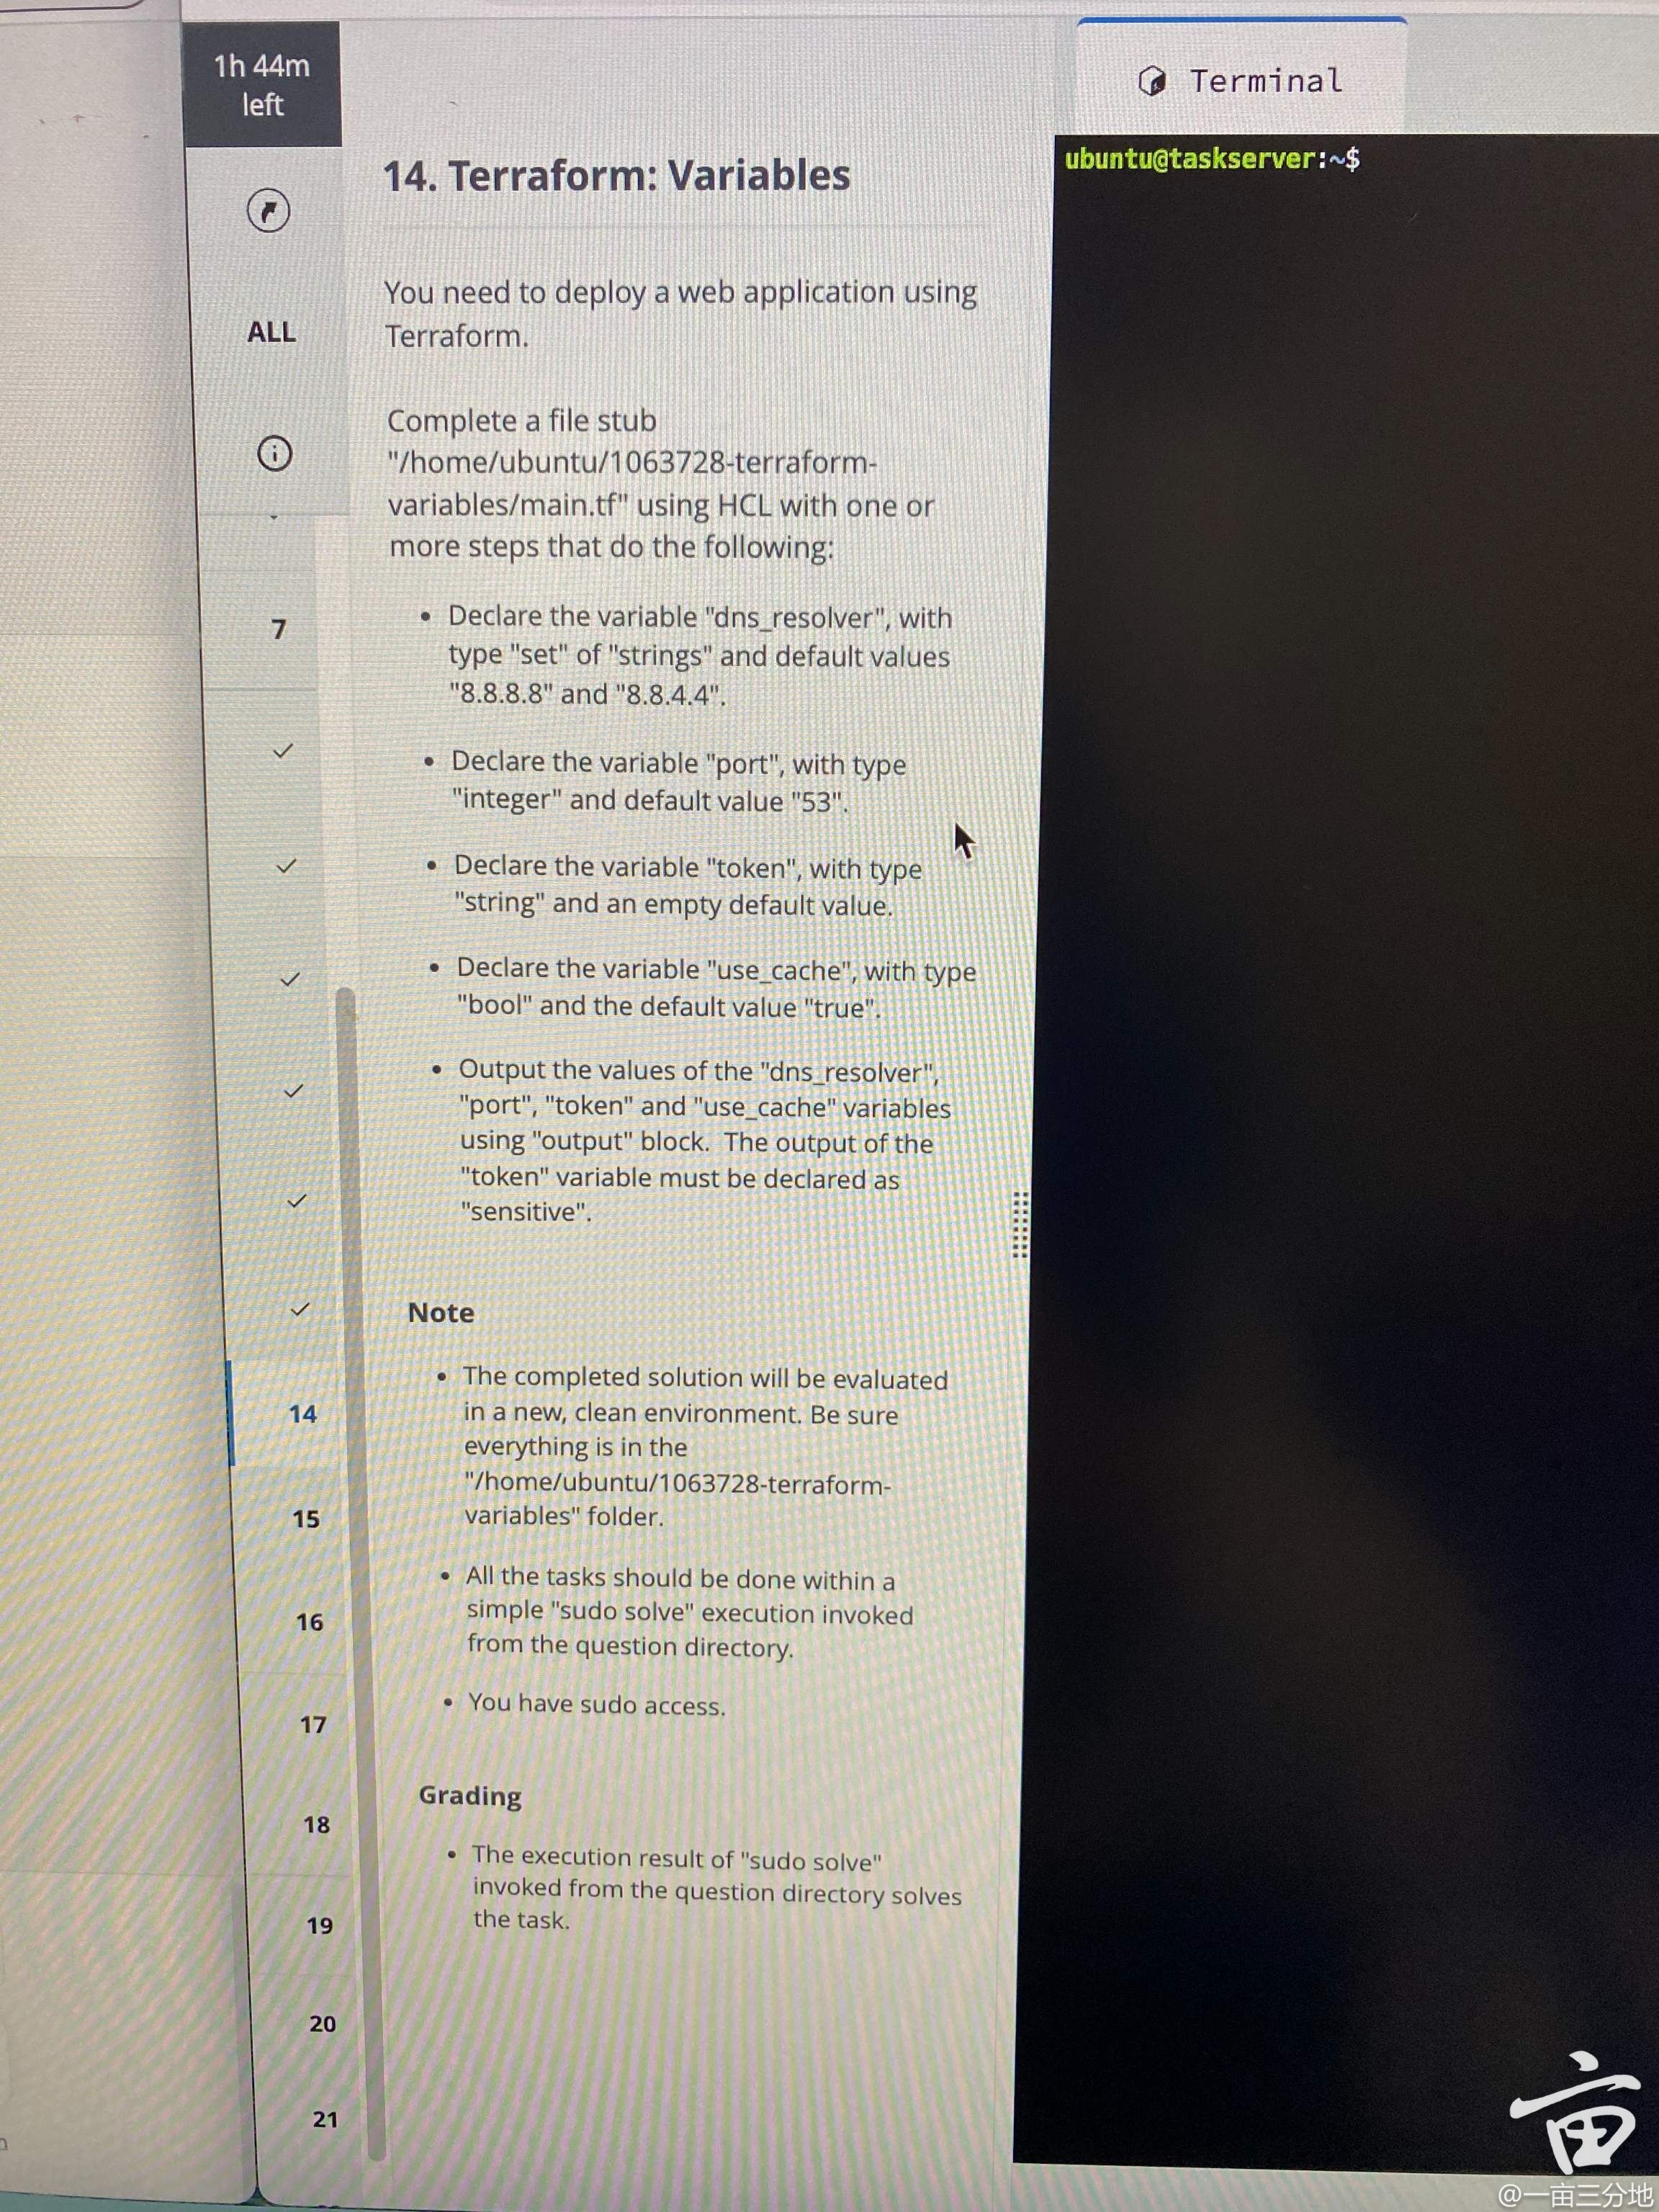 1h 44m
left
ALL
7
14
15
16
17
18
19
20
21
14. Terraform: Variables
You need to deploy a web application using
Terraform.
Complete a file stub
"/home/ubuntu/1063728-terraform-
variables/main.tf" using HCL with one or
more steps that do the following:
• Declare the variable "dns_resolver", with
type "set" of "strings" and default values
"8.8.8.8" and "8.8.4.4".
• Declare the variable "port", with type
"integer" and default value "53".
• Declare the variable "token", with type
"string" and an empty default value.
• Declare the variable "use_cache", with type
"bool" and the default value "true".
• Output the values of the "dns_resolver",
"port", "token" and "use_cache" variables
using "output" block. The output of the
"token" variable must be declared as
"sensitive".
Note
• The completed solution will be evaluated
in a new, clean environment. Be sure
everything is in the
"/home/ubuntu/1063728-terraform-
variables" folder.
• All the tasks should be done within a
simple "sudo solve" execution invoked
from the question directory.
• You have sudo access.
Grading
• The execution result of "sudo solve"
invoked from the question directory solves
the task.
Terminal
ubuntu@taskserver:~$
亩
@一亩三分地